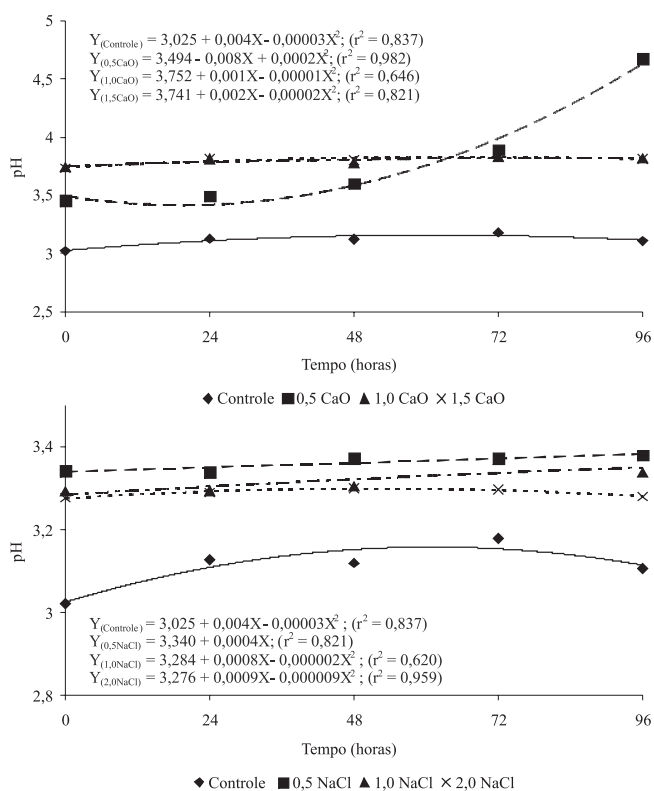 5
4,5
4
3,5
3
2,5
pH
Y(Controle) = 3,025 + 0,004X - 0,00003X²; (r² = 0,837)
Y(0,5CaO) = 3,494 - 0,008X + 0,0002X²; (r² = 0,982)
Y(1,0CaO) = 3,752 + 0,001X - 0,00001X²; (r² = 0,646)
Y(1,5CaO) = 3,741 + 0,002X - 0,00002X²; (r² = 0,821)
0 24 48 72 96
Tempo (horas)
Controle 0,5 CaO 1,0 CaO 1,5 CaO
3,4
3,2
3
2,8
pH
Y(Controle) = 3,025 + 0,004X - 0,00003X² ; (r² = 0,837)
Y(0,5NaCl) = 3,340 + 0,0004X; (r² = 0,821)
Y(1,0NaCl) = 3,284 + 0,0008X - 0,000002X² ; (r² = 0,620)
Y(2,0NaCl) = 3,276 + 0,0009X - 0,000009X² ; (r² = 0,959)
0 24 48 72 96
Tempo (horas)
Controle 0,5 NaCl 1,0 NaCl 2,0 NaCl